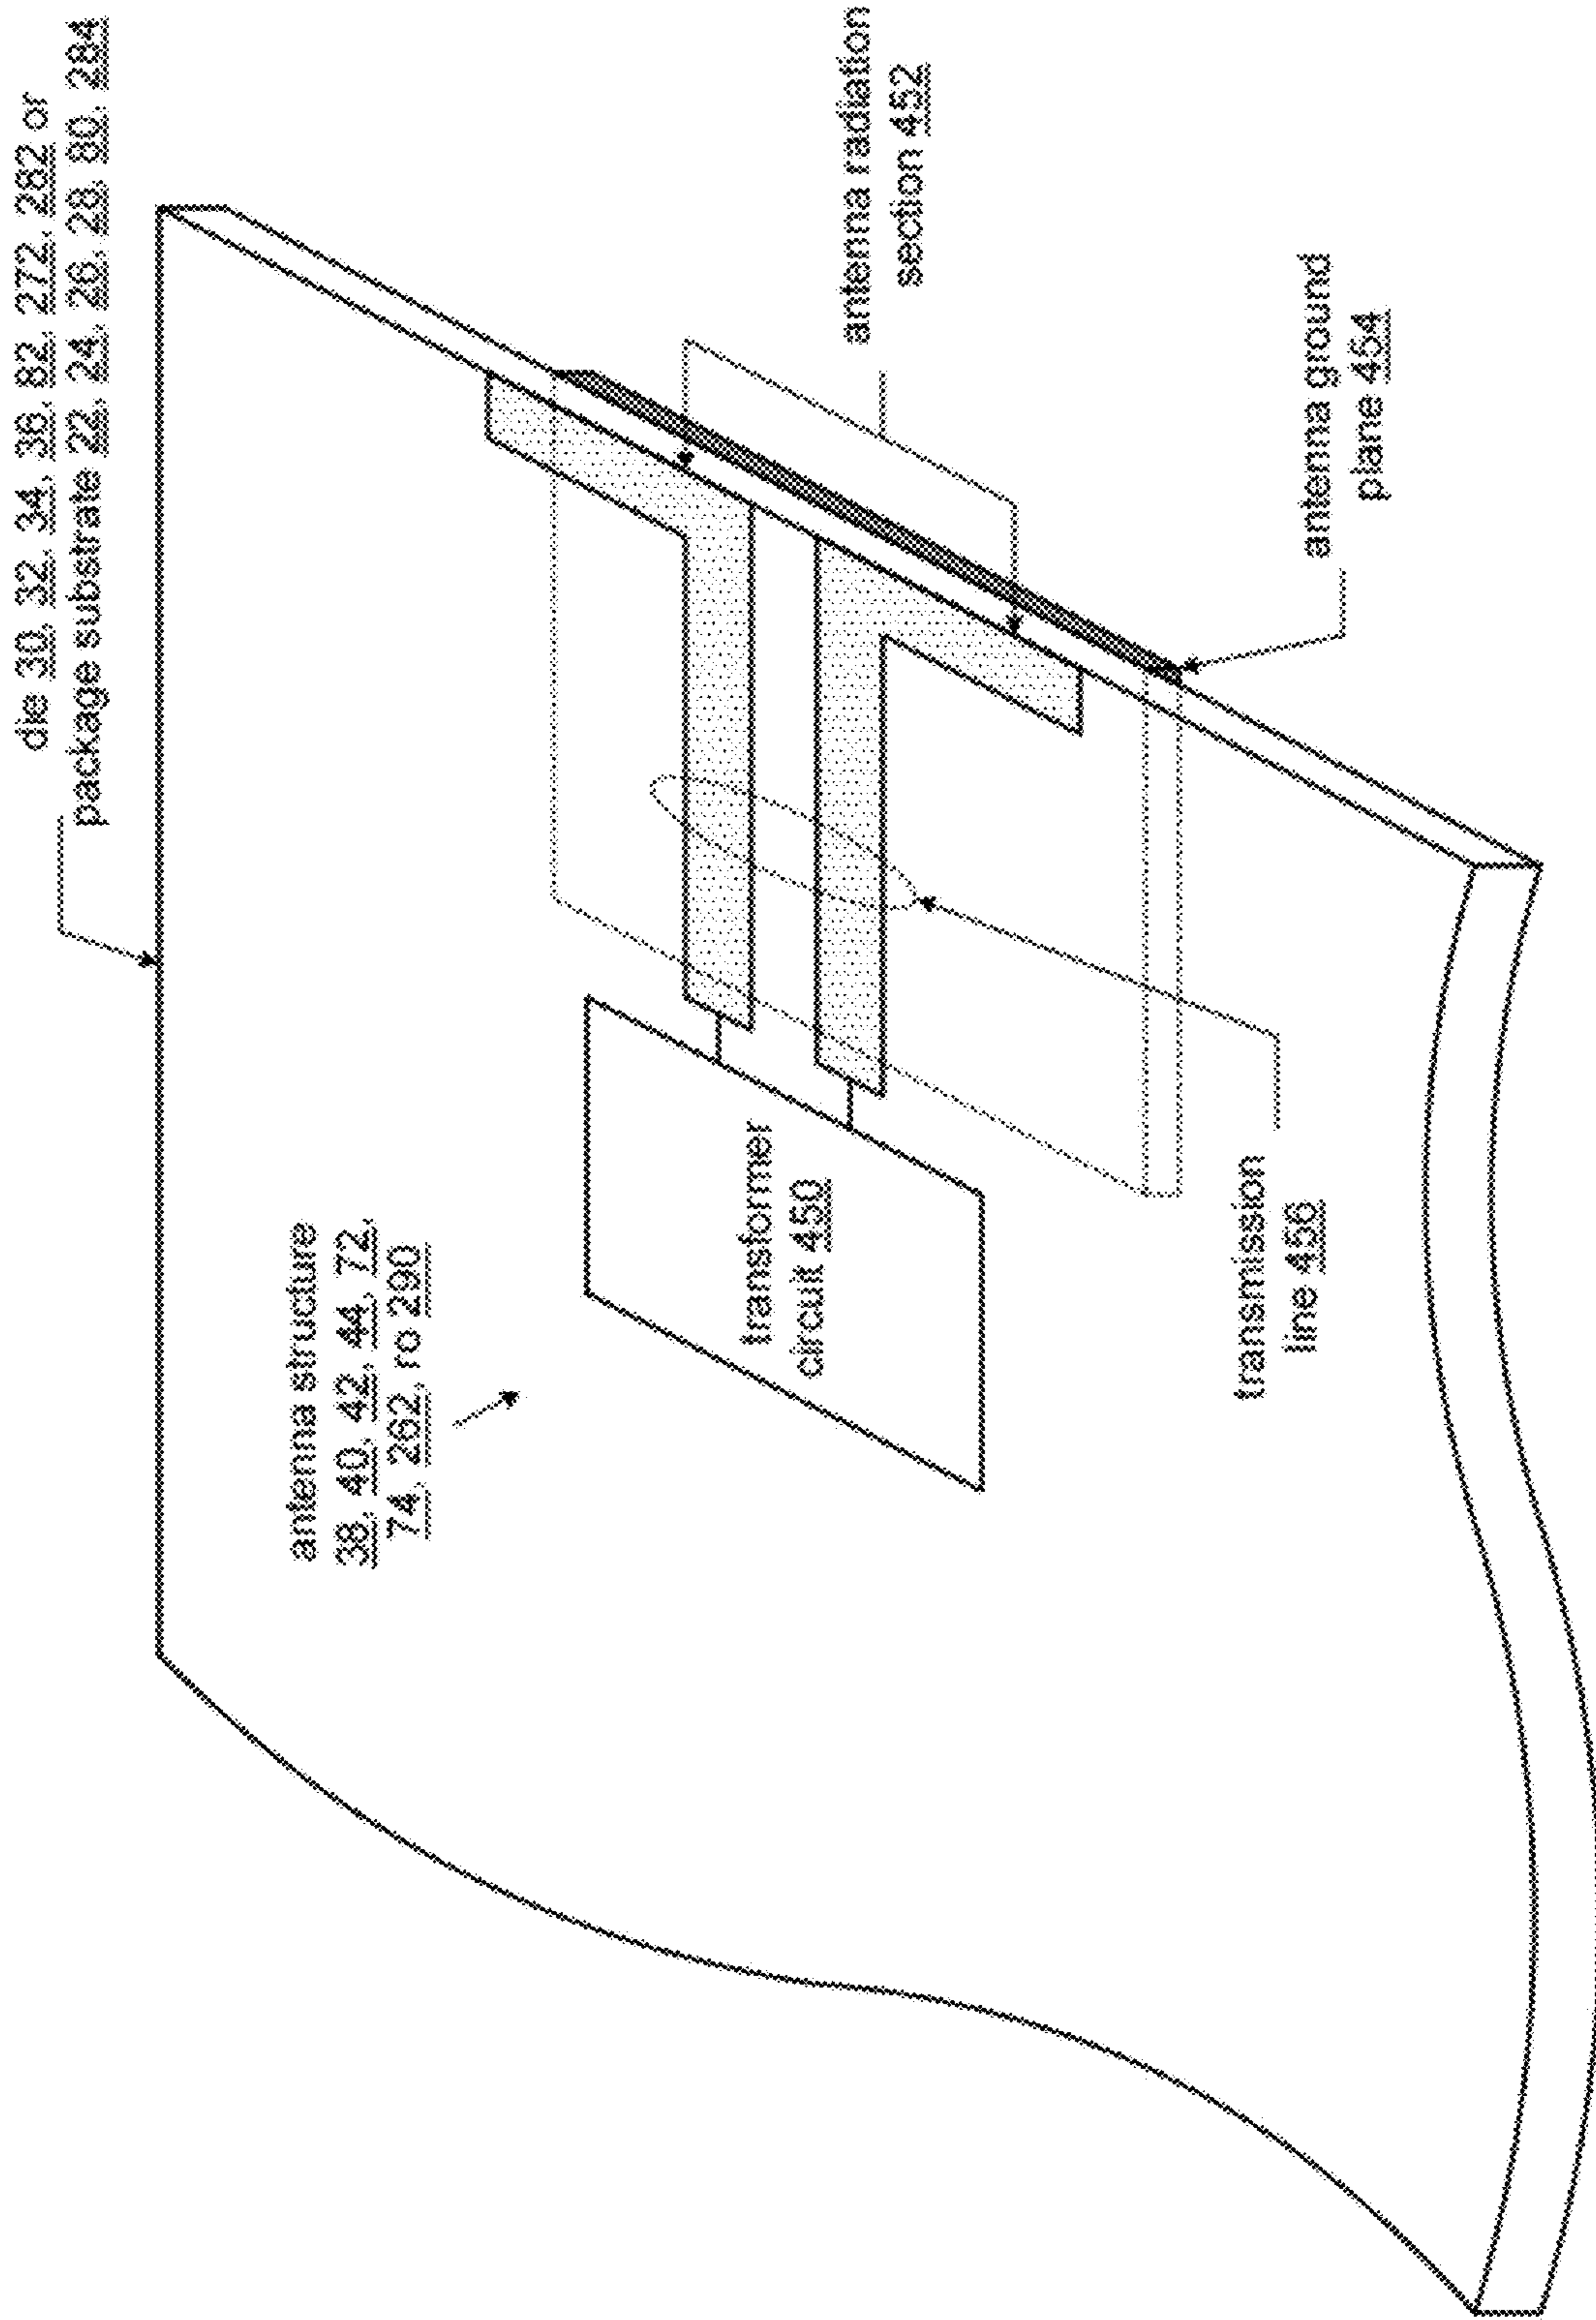 die 30, 32, 34, 36, 82, 272, 282 or
package substrate 22, 24, 26, 28, 80, 284
antenna structure
38, 40, 42, 44, 72,
74, 262, ro 290
transformer
circuit 450
antenna radiation
section 452
antenna ground
plane 454
transmission
line 456